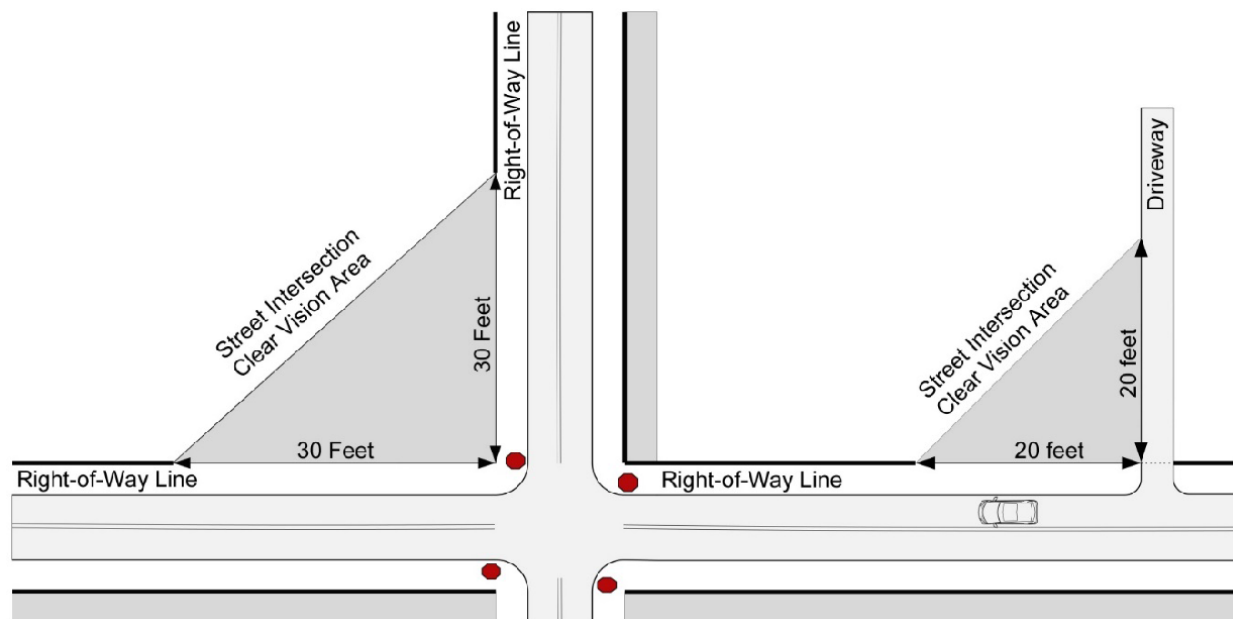 Right-of-Way Line
Street Intersection
Clear Vision Area
30 Feet
30 Feet
Right-of-Way Line
Driveway
Street Intersection
Clear Vision Area
20 feet
20 feet
Right-of-Way Line